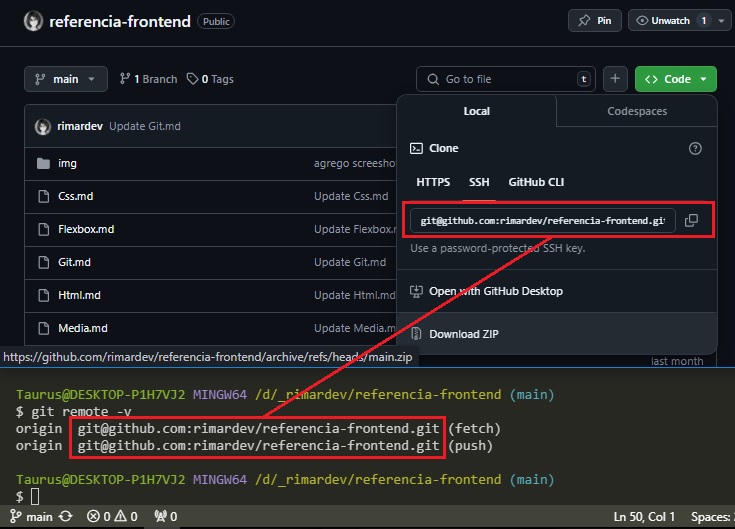 referencia-frontend Public Pin Unwatch 1
main 1 Branch 0 Tags Go to file t Code
Local Codespaces
rimardev Update Git.md
Clone
img agrego screesho
HTTPS SSH GitHub CLI
Css.md Update Css.md
git@github.com:rimardev/referencia-frontend.git
Flexbox.md Update Flexbox.
Use a password-protected SSH key.
Git.md Update Git.md
Open with GitHub Desktop
Html.md Update Html.md
Media.md Update Media.m
Download ZIP
https://github.com/rimardev/referencia-frontend/archive/refs/heads/main.zip
last month
Taurus@DESKTOP-P1H7VJ2 MINGW64 /d/_rimardev/referencia-frontend (main)
$ git remote -v
origin git@github.com:rimardev/referencia-frontend.git (fetch)
origin git@github.com:rimardev/referencia-frontend.git (push)
Taurus@DESKTOP-P1H7VJ2 MINGW64 /d/_rimardev/referencia-frontend (main)
$
main 0 0 0 Ln 50, Col 1 Spaces: